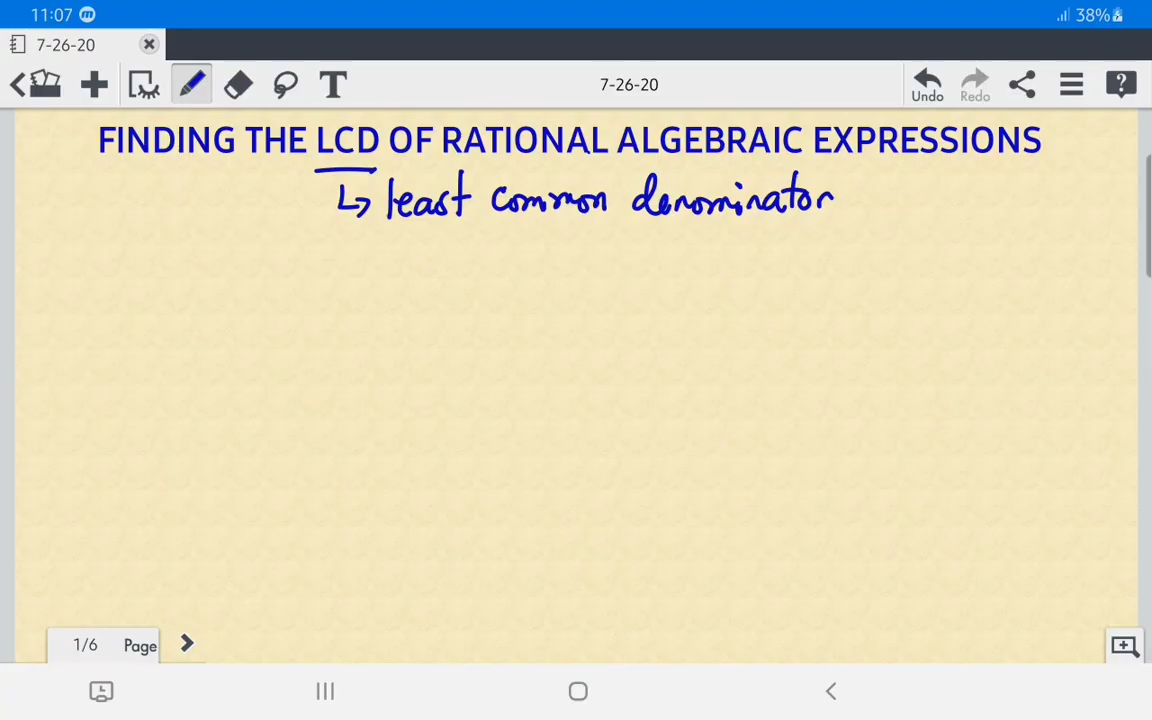 11:07 38%
7-26-20
7-26-20 Undo Redo
FINDING THE LCD OF RATIONAL ALGEBRAIC EXPRESSIONS
↳ least common denominator
1/6 Page